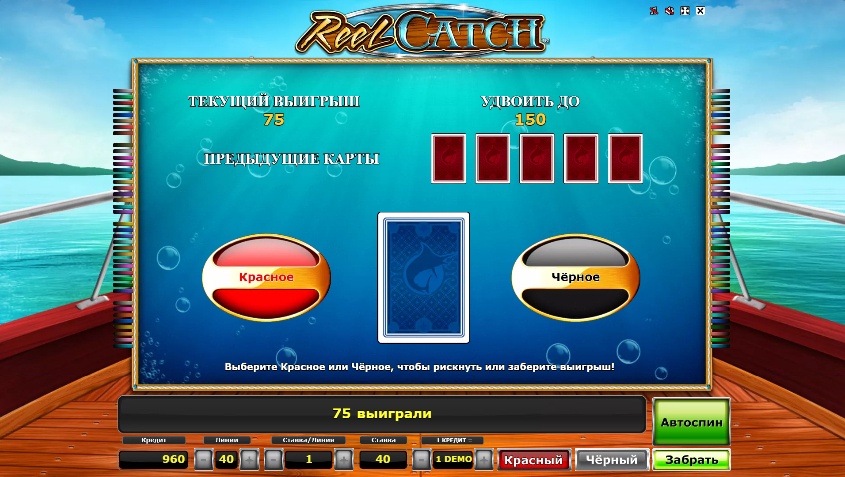 Reel CATCH
ТЕКУЩИЙ ВЫИГРЫШ
75
УДВОИТЬ ДО
150
ПРЕДЫДУЩИЕ КАРТЫ
Красное
Чёрное
Выберите Красное или Чёрное, чтобы рискнуть или заберите выигрыш!
75 выиграли
Автоспин
Кредит
Линии
Ставка/Линию
Ставка
1 КРЕДИТ =
960
- 40 +
- 1 +
40
- 1 DEMO +
Красный
Чёрный
Забрать